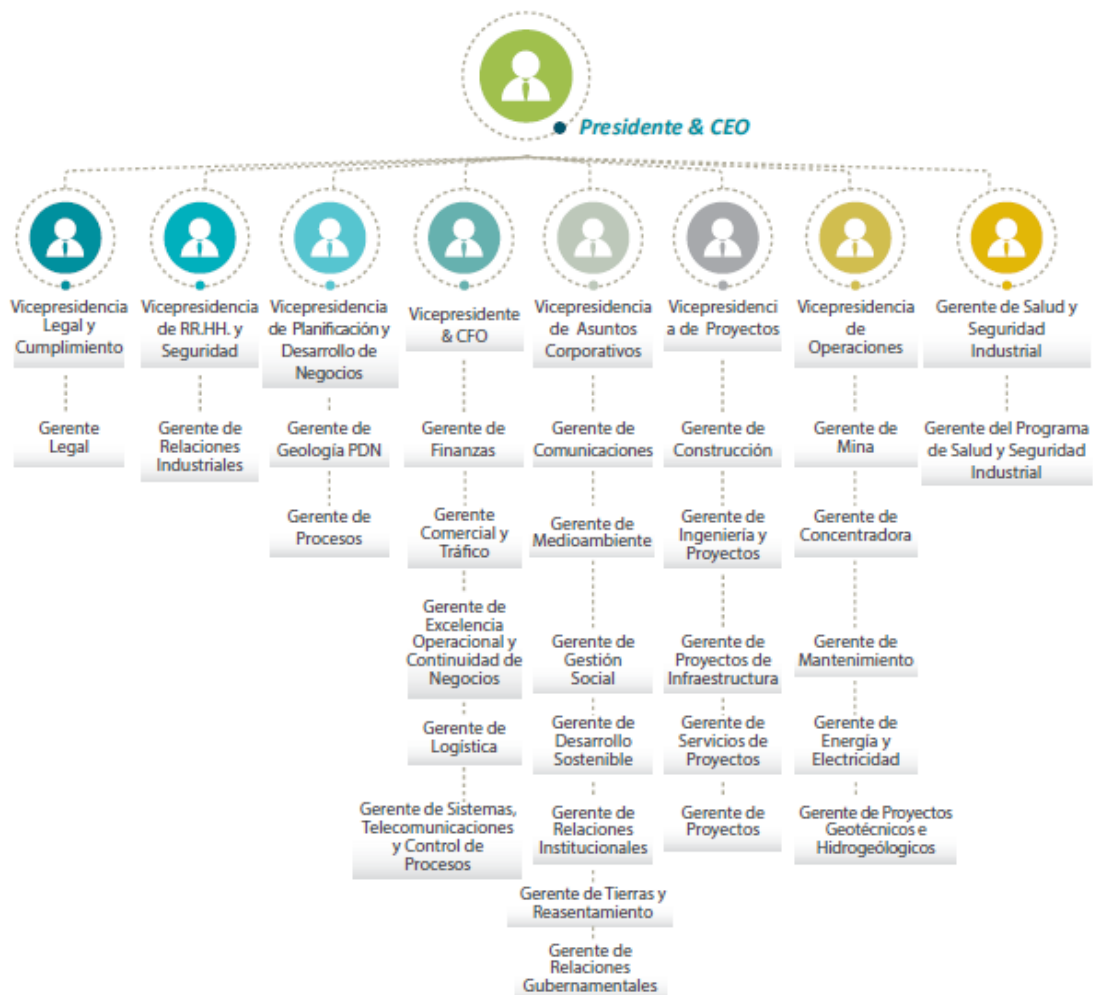 Presidente & CEO
Vicepresidencia
Legal y
Cumplimiento
Gerente
Legal
Vicepresidencia
de RR.HH. y
Seguridad
Gerente de
Relaciones
Industriales
Vicepresidencia
de Planificación y
Desarrollo de
Negocios
Gerente de
Geología PDN
Gerente de
Procesos
Vicepresidente
& CFO
Gerente de
Finanzas
Gerente
Comercial y
Tráfico
Gerente de
Excelencia
Operacional y
Continuidad de
Negocios
Gerente de
Logística
Gerente de Sistemas,
Telecomunicaciones
y Control de
Procesos
Vicepresidencia
de Asuntos
Corporativos
Gerente de
Comunicaciones
Gerente de
Medioambiente
Gerente de
Gestión
Social
Gerente de
Desarrollo
Sostenible
Gerente de
Relaciones
Institucionales
Gerente de Tierras y
Reasentamiento
Gerente de
Relaciones
Gubernamentales
Vicepresidenci
a de Proyectos
Gerente de
Construcción
Gerente de
Ingeniería y
Proyectos
Gerente de
Proyectos de
Infraestructura
Gerente de
Servicios de
Proyectos
Gerente de
Proyectos
Vicepresidencia
de
Operaciones
Gerente de
Mina
Gerente de
Concentradora
Gerente de
Mantenimiento
Gerente de
Energía y
Electricidad
Gerente de Proyectos
Geotécnicos e
Hidrogeólogicos
Gerente de Salud y
Seguridad
Industrial
Gerente del Programa
de Salud y Seguridad
Industrial